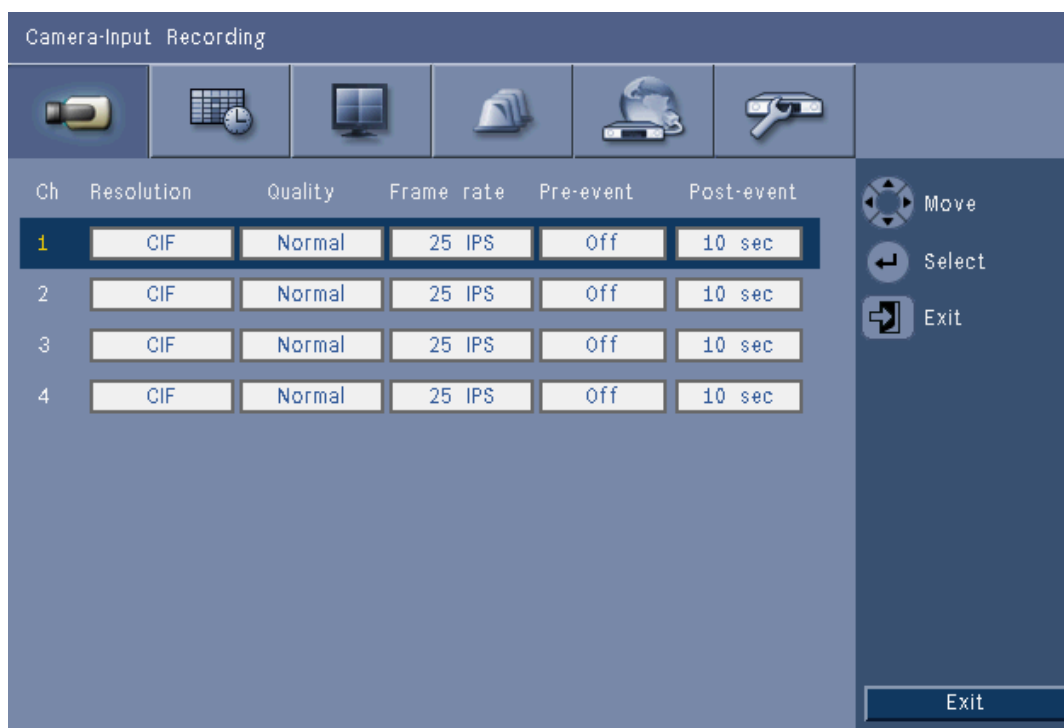 Camera-Input Recording
Ch Resolution Quality Frame rate Pre-event Post-event
1 CIF Normal 25 IPS Off 10 sec
2 CIF Normal 25 IPS Off 10 sec
3 CIF Normal 25 IPS Off 10 sec
4 CIF Normal 25 IPS Off 10 sec
Move
Select
Exit
Exit